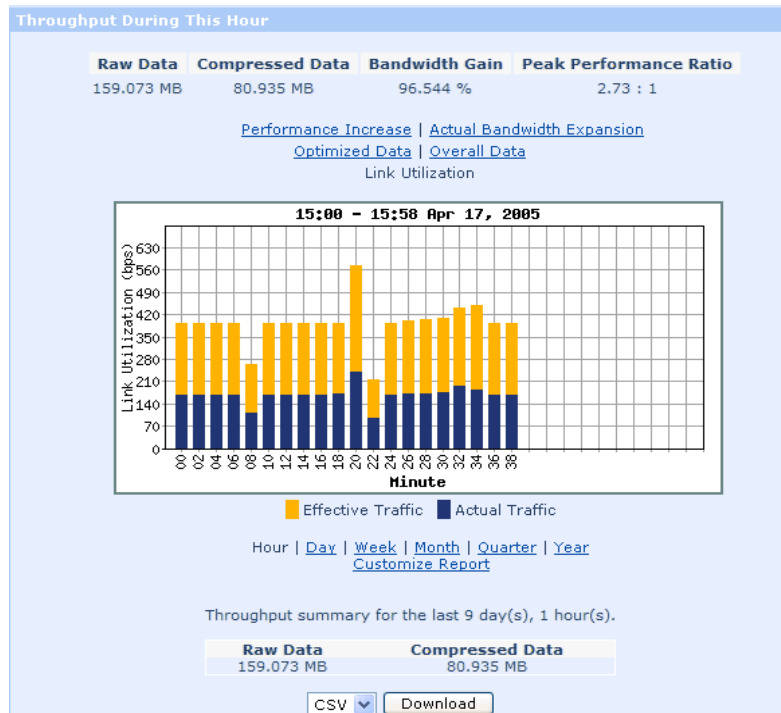 Throughput During This Hour
Raw Data Compressed Data Bandwidth Gain Peak Performance Ratio
159.073 MB 80.935 MB 96.544 % 2.73 : 1
Performance Increase | Actual Bandwidth Expansion
Optimized Data | Overall Data
Link Utilization
15:00 - 15:58 Apr 17, 2005
Link Utilization (bps)
630
560
490
420
350
280
210
140
70
0
00 02 04 06 08 10 12 14 16 18 20 22 24 26 28 30 32 34 36 38
Minute
Effective Traffic Actual Traffic
Hour | Day | Week | Month | Quarter | Year
Customize Report
Throughput summary for the last 9 day(s), 1 hour(s).
Raw Data Compressed Data
159.073 MB 80.935 MB
CSV Download